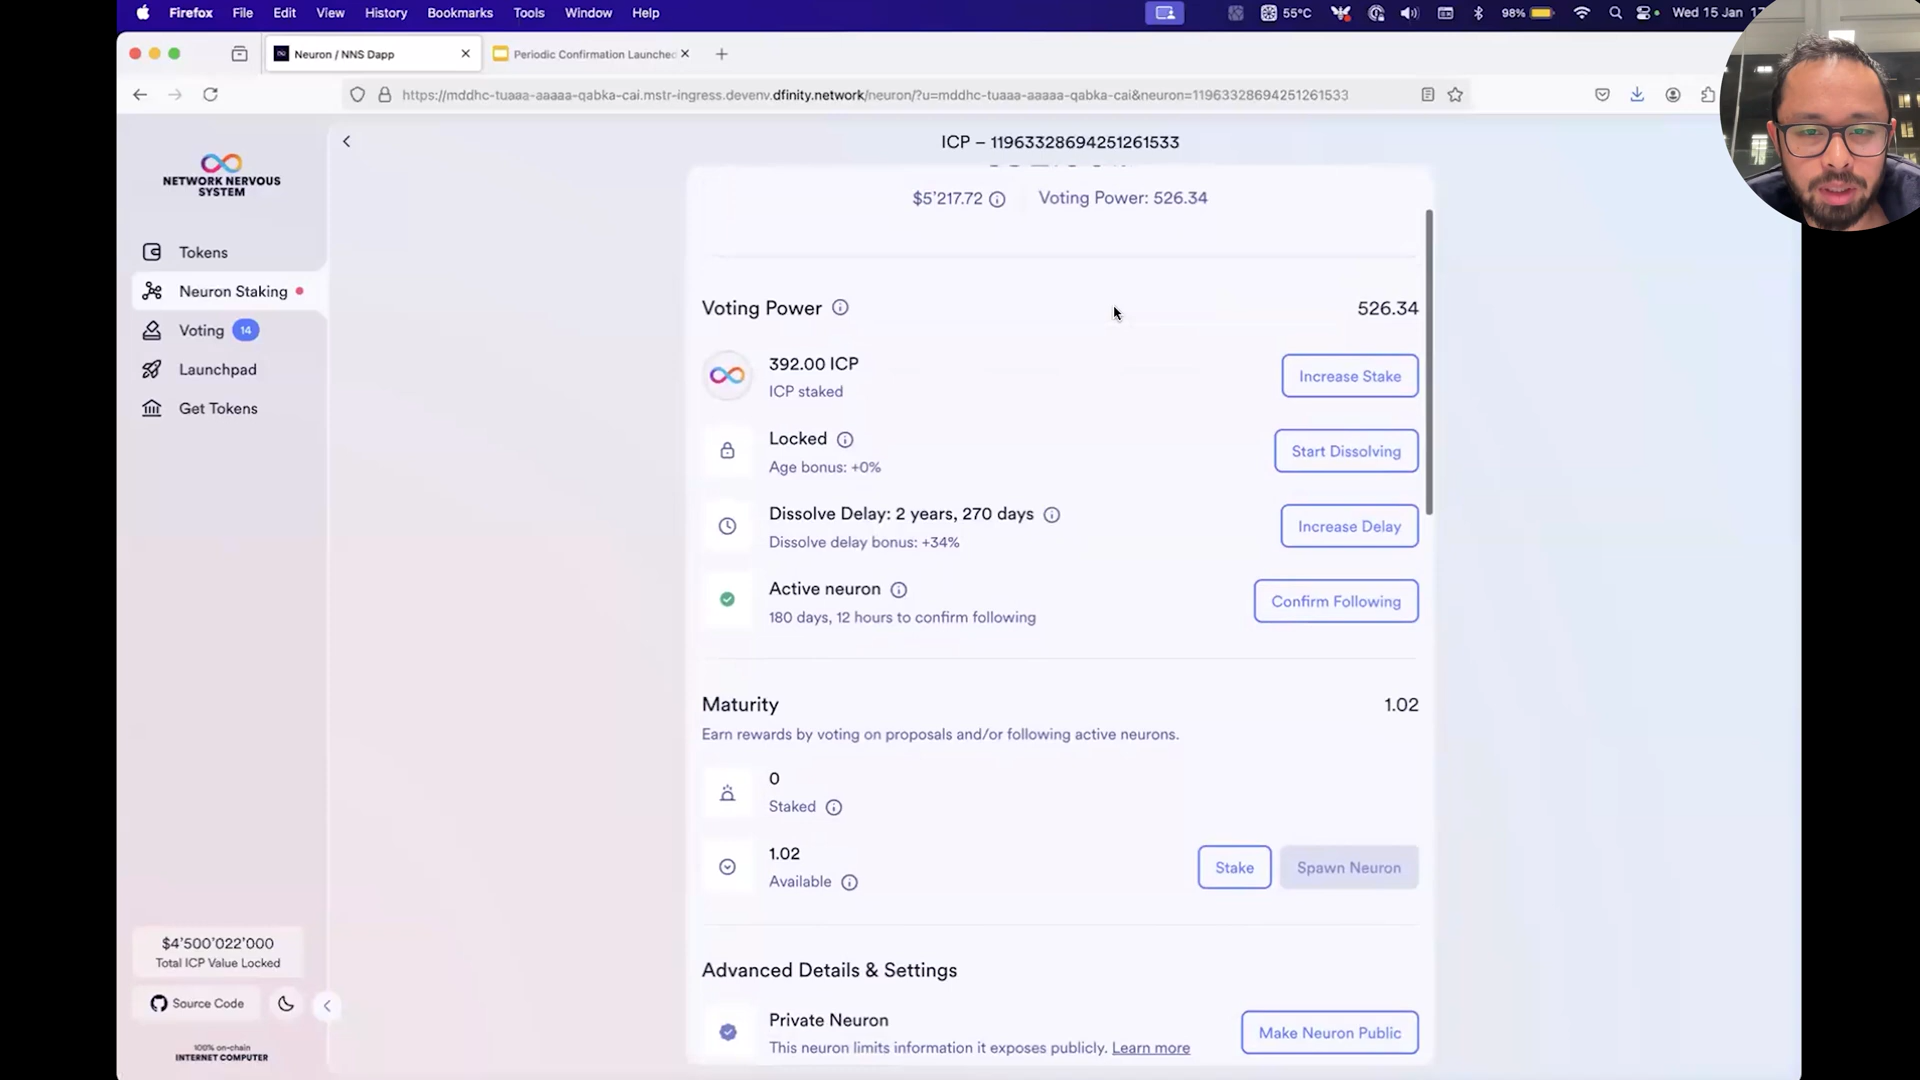 Firefox File Edit View History Bookmarks Tools Window Help 55°C 98% Wed 15 Jan
Neuron / NNS Dapp
Periodic Confirmation Launche
https://mddhc-tuaaa-aaaaa-qabka-cai.mstr-ingress.devenv.dfinity.network/neuron/?u=mddhc-tuaaa-aaaaa-qabka-cai&neuron=11963328694251261533
NETWORK NERVOUS
SYSTEM
Tokens
Neuron Staking
Voting 14
Launchpad
Get Tokens
$4'500'022'000
Total ICP Value Locked
Source Code
100% on-chain
INTERNET COMPUTER
ICP – 11963328694251261533
$5'217.72 Voting Power: 526.34
Voting Power 526.34
392.00 ICP
ICP staked
Increase Stake
Locked
Age bonus: +0%
Start Dissolving
Dissolve Delay: 2 years, 270 days
Dissolve delay bonus: +34%
Increase Delay
Active neuron
180 days, 12 hours to confirm following
Confirm Following
Maturity 1.02
Earn rewards by voting on proposals and/or following active neurons.
0
Staked
1.02
Available
Stake
Spawn Neuron
Advanced Details & Settings
Private Neuron
This neuron limits information it exposes publicly. Learn more
Make Neuron Public